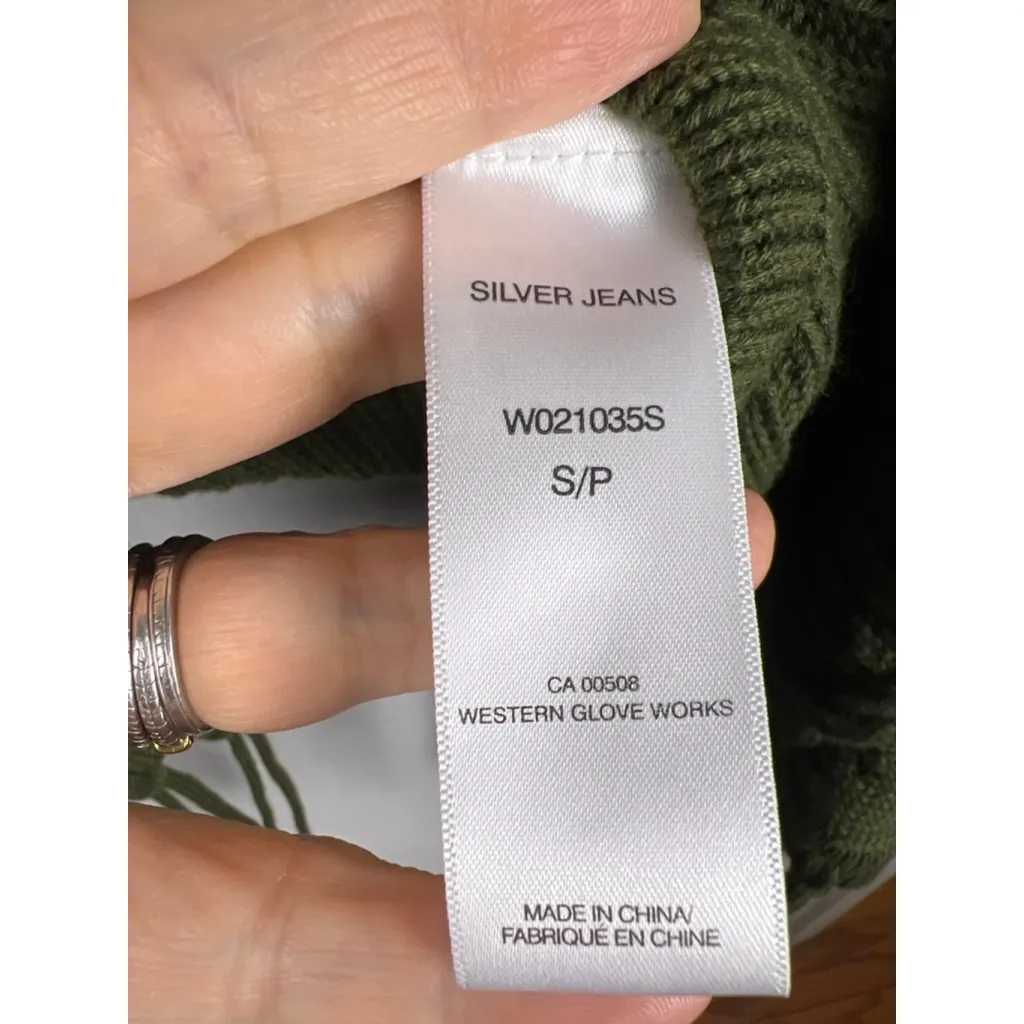 SILVER JEANS
W021035S
S/P
CA 00508
WESTERN GLOVE WORKS
MADE IN CHINA/
FABRIQUÉ EN CHINE